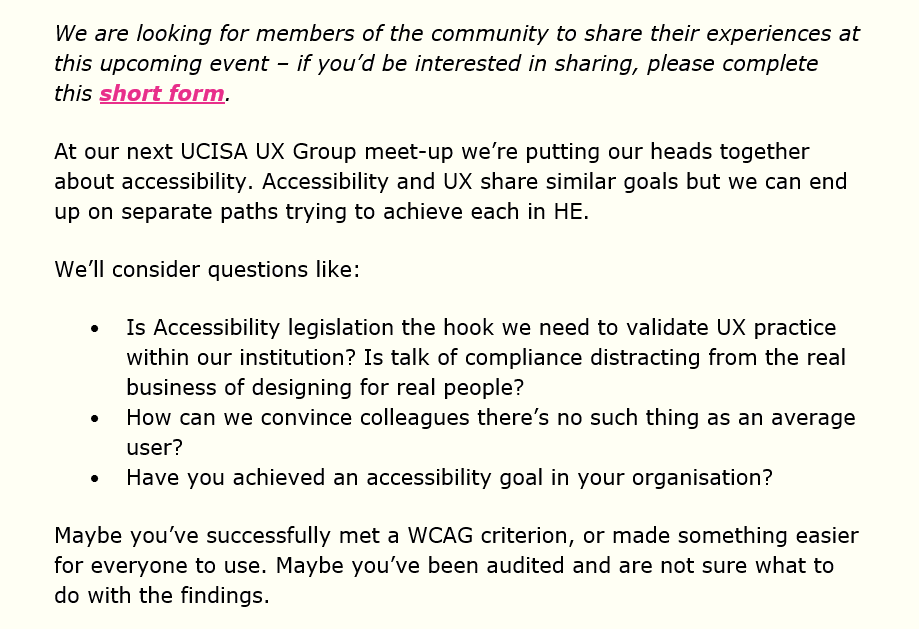 We are looking for members of the community to share their experiences at
this upcoming event – if you’d be interested in sharing, please complete
this short form.
At our next UCISA UX Group meet-up we’re putting our heads together
about accessibility. Accessibility and UX share similar goals but we can end
up on separate paths trying to achieve each in HE.
We’ll consider questions like:
• Is Accessibility legislation the hook we need to validate UX practice
within our institution? Is talk of compliance distracting from the real
business of designing for real people?
• How can we convince colleagues there’s no such thing as an average
user?
• Have you achieved an accessibility goal in your organisation?
Maybe you’ve successfully met a WCAG criterion, or made something easier
for everyone to use. Maybe you’ve been audited and are not sure what to
do with the findings.